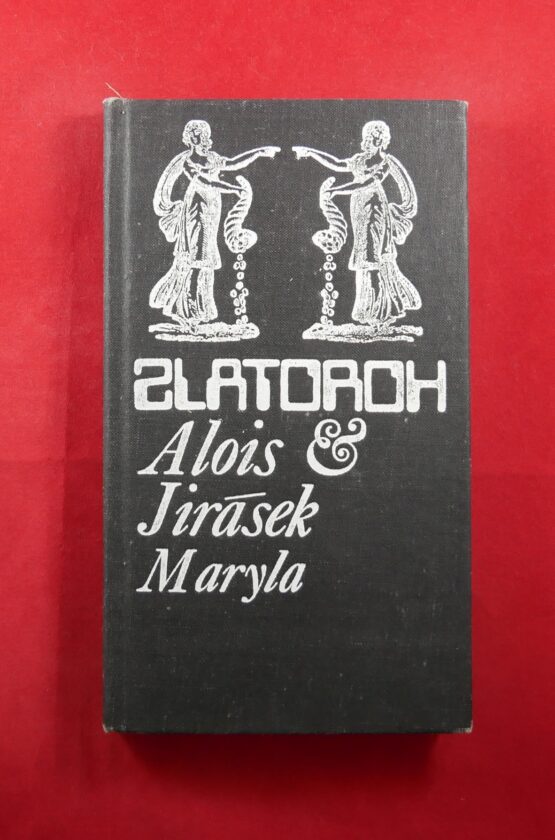 ZLATOROH
Alois &
Jirásek
Maryla